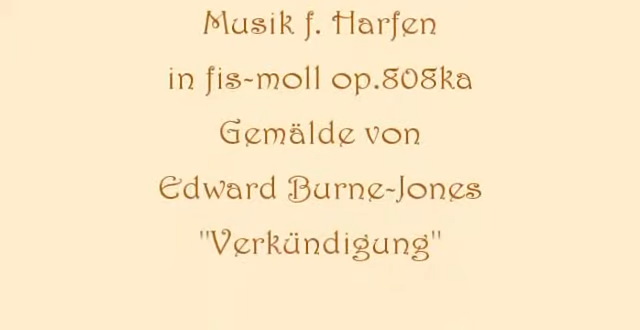 Musik f. Harfen
in fis-moll op.808ka
Gemälde von
Edward Burne-Jones
"Verkündigung"